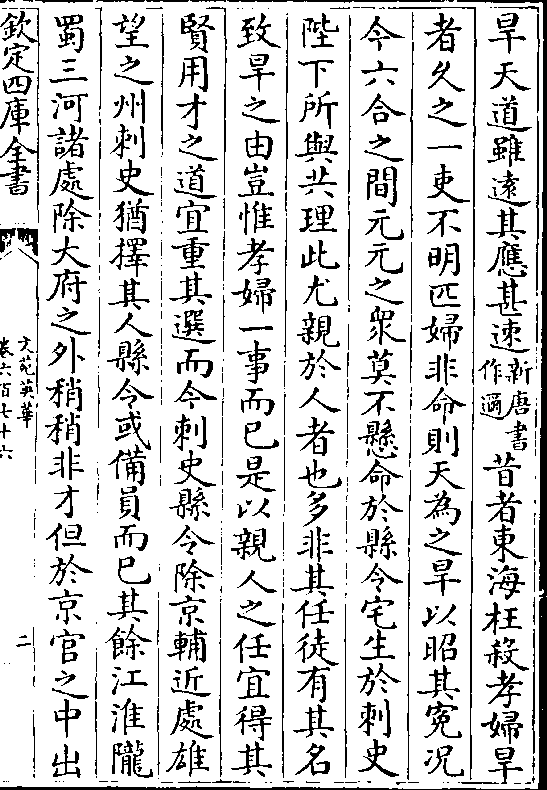 旱天道雖遠其應甚速新唐書作邇昔者東海枉殺孝婦旱
者久之一吏不明匹婦非命則天為之旱以昭其冤况
今六合之間元元之衆莫不懸命於縣令宅生於刺史
陛下所與共理此尤親於人者也多非其任徒有其名
致旱之由豈惟孝婦一事而已是以親人之任宜得其
賢用才之道宜重其選而今刺史縣令除京輔近處雄
望之州刺史猶擇其人縣令或備員而已其餘江淮隴
蜀三河諸處除大府之外稍稍非才但於京官之中出
欽定四庫全書
文苑英華
卷六百七十六
二